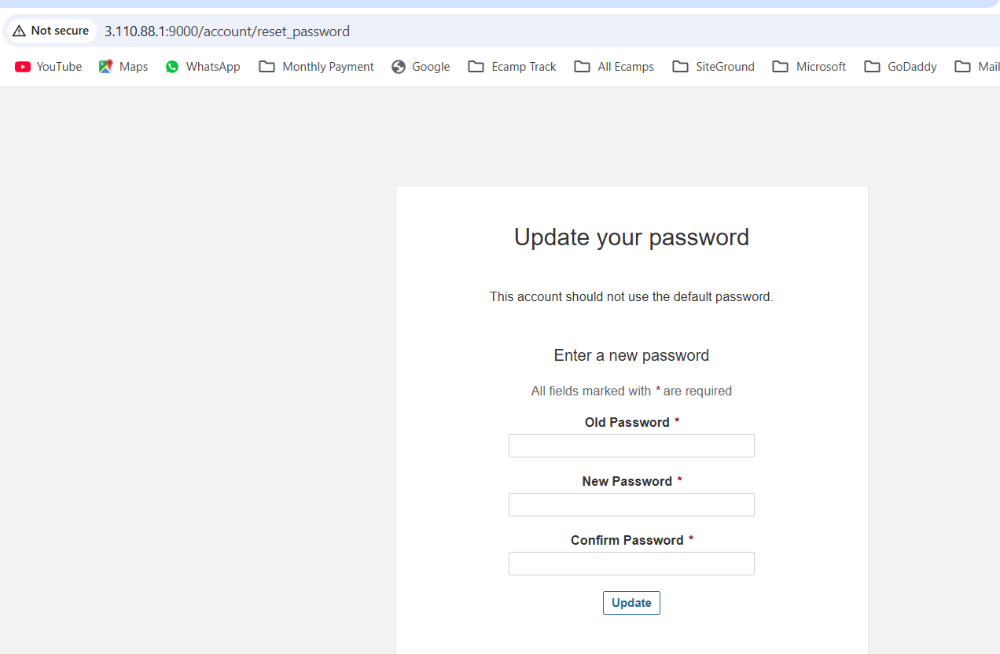 Not secure 3.110.88.1:9000/account/reset_password
YouTube Maps WhatsApp Monthly Payment Google Ecamp Track All Ecamps SiteGround Microsoft GoDaddy Mail
Update your password
This account should not use the default password.
Enter a new password
All fields marked with * are required
Old Password *
New Password *
Confirm Password *
Update